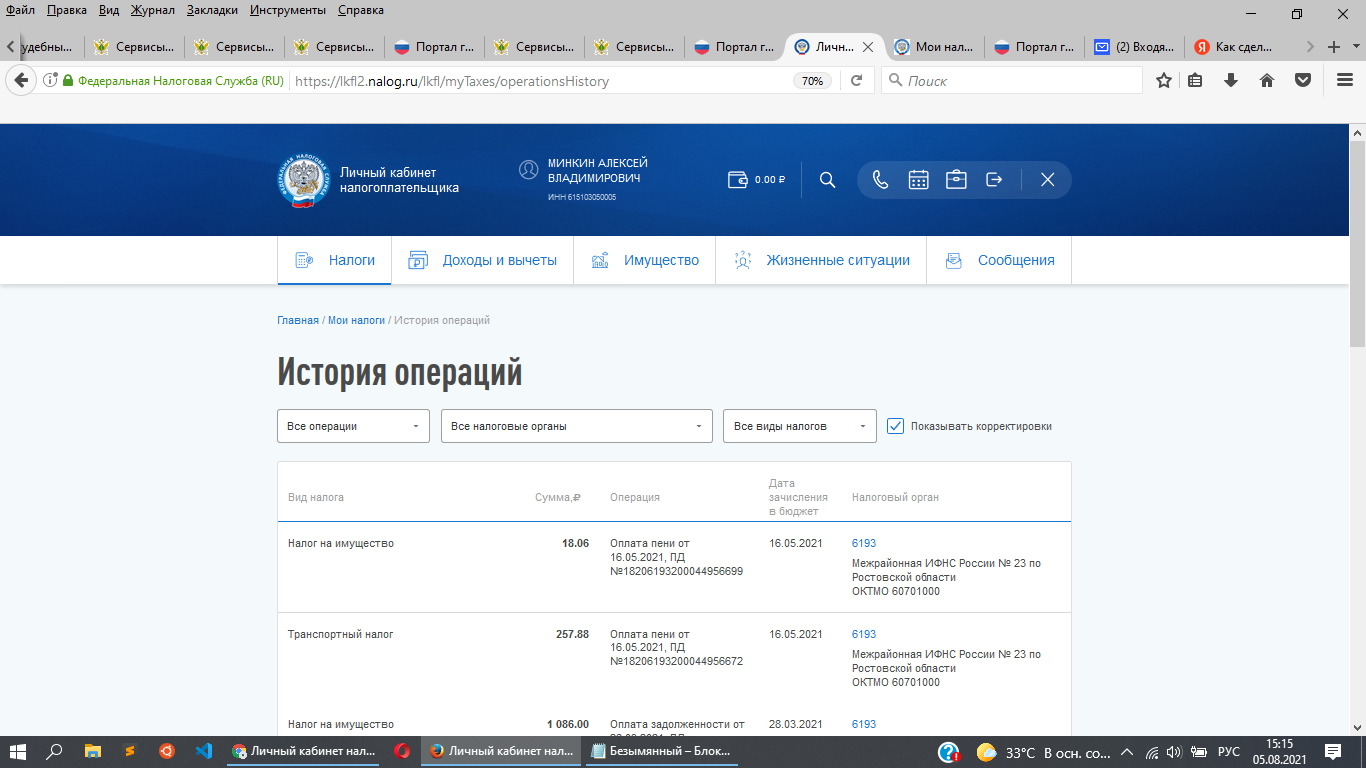 Файл Правка Вид Журнал Закладки Инструменты Справка
удебны... Сервисы... Сервисы... Сервисы... Портал г... Сервисы... Сервисы... Портал г... Личн... Мои нал... Портал г... (2) Входя... Как сдел...
Федеральная Налоговая Служба (RU) https://lkfl2.nalog.ru/lkfl/myTaxes/operationsHistory 70% Поиск
Личный кабинет
налогоплательщика
МИНКИН АЛЕКСЕЙ
ВЛАДИМИРОВИЧ
ИНН 615103050005
0.00 ₽
Налоги Доходы и вычеты Имущество Жизненные ситуации Сообщения
Главная / Мои налоги / История операций
История операций
Все операции Все налоговые органы Все виды налогов Показывать корректировки
Вид налога Сумма,₽ Операция Дата зачисления в бюджет Налоговый орган
Налог на имущество 18.06 Оплата пени от 16.05.2021 6193
16.05.2021, ПД
№18206193200044956699
Межрайонная ИФНС России № 23 по
Ростовской области
ОКТМО 60701000
Транспортный налог 257.88 Оплата пени от 16.05.2021 6193
16.05.2021, ПД
№18206193200044956672
Межрайонная ИФНС России № 23 по
Ростовской области
ОКТМО 60701000
Налог на имущество 1 086.00 Оплата задолженности от 28.03.2021 6193
Личный кабинет нал... Личный кабинет нал... Безымянный – Блок... 33°C В осн. со... РУС 15:15
05.08.2021